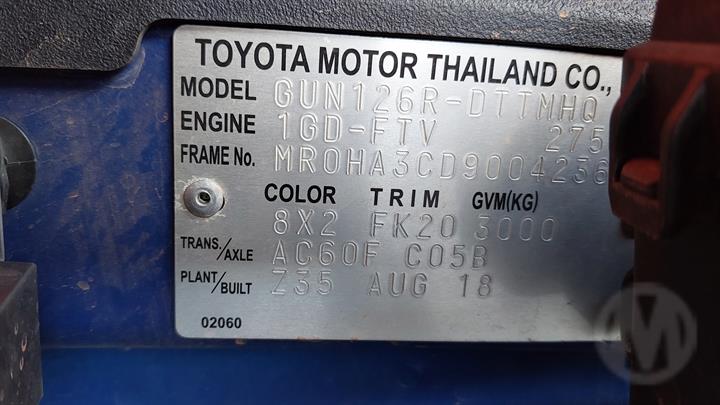 TOYOTA MOTOR THAILAND CO.,
MODEL GUN126R-DTTMHQ
ENGINE 1GD-FTV 275
FRAME No. MR0HA3CD9004236
COLOR TRIM GVM(KG)
8X2 FK20 3000
TRANS./AXLE AC60F C05B
PLANT/BUILT Z35 AUG 18
02060
M